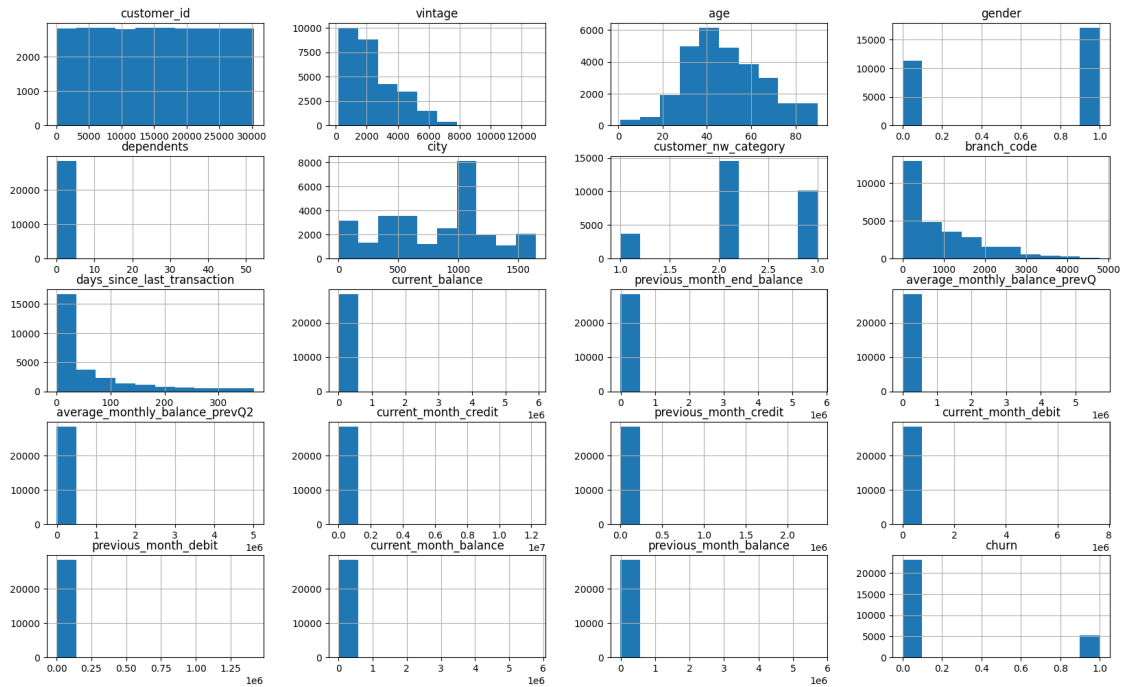 customer_id
2000
1000
0
0 5000 10000 15000 20000 25000 30000
vintage
10000
7500
5000
2500
0
0 2000 4000 6000 8000 10000 12000
age
6000
4000
2000
0
0 20 40 60 80
gender
15000
10000
5000
0
0.0 0.2 0.4 0.6 0.8 1.0
dependents
20000
10000
0
0 10 20 30 40 50
city
8000
6000
4000
2000
0
0 500 1000 1500
customer_nw_category
15000
10000
5000
0
1.0 1.5 2.0 2.5 3.0
branch_code
10000
5000
0
0 1000 2000 3000 4000 5000
days_since_last_transaction
15000
10000
5000
0
0 100 200 300
current_balance
20000
10000
0
0 1 2 3 4 5 6
1e6
previous_month_end_balance
20000
10000
0
0 1 2 3 4 5 6
1e6
average_monthly_balance_prevQ
20000
10000
0
0 1 2 3 4 5
1e6
average_monthly_balance_prevQ2
20000
10000
0
0 1 2 3 4 5
1e6
current_month_credit
20000
10000
0
0.0 0.2 0.4 0.6 0.8 1.0 1.2
1e7
previous_month_credit
20000
10000
0
0.0 0.5 1.0 1.5 2.0
1e6
current_month_debit
20000
10000
0
0 2 4 6 8
1e6
previous_month_debit
20000
10000
0
0.00 0.25 0.50 0.75 1.00 1.25
1e6
current_month_balance
20000
10000
0
0 1 2 3 4 5 6
1e6
previous_month_balance
20000
10000
0
0 1 2 3 4 5 6
1e6
churn
20000
15000
10000
5000
0
0.0 0.2 0.4 0.6 0.8 1.0